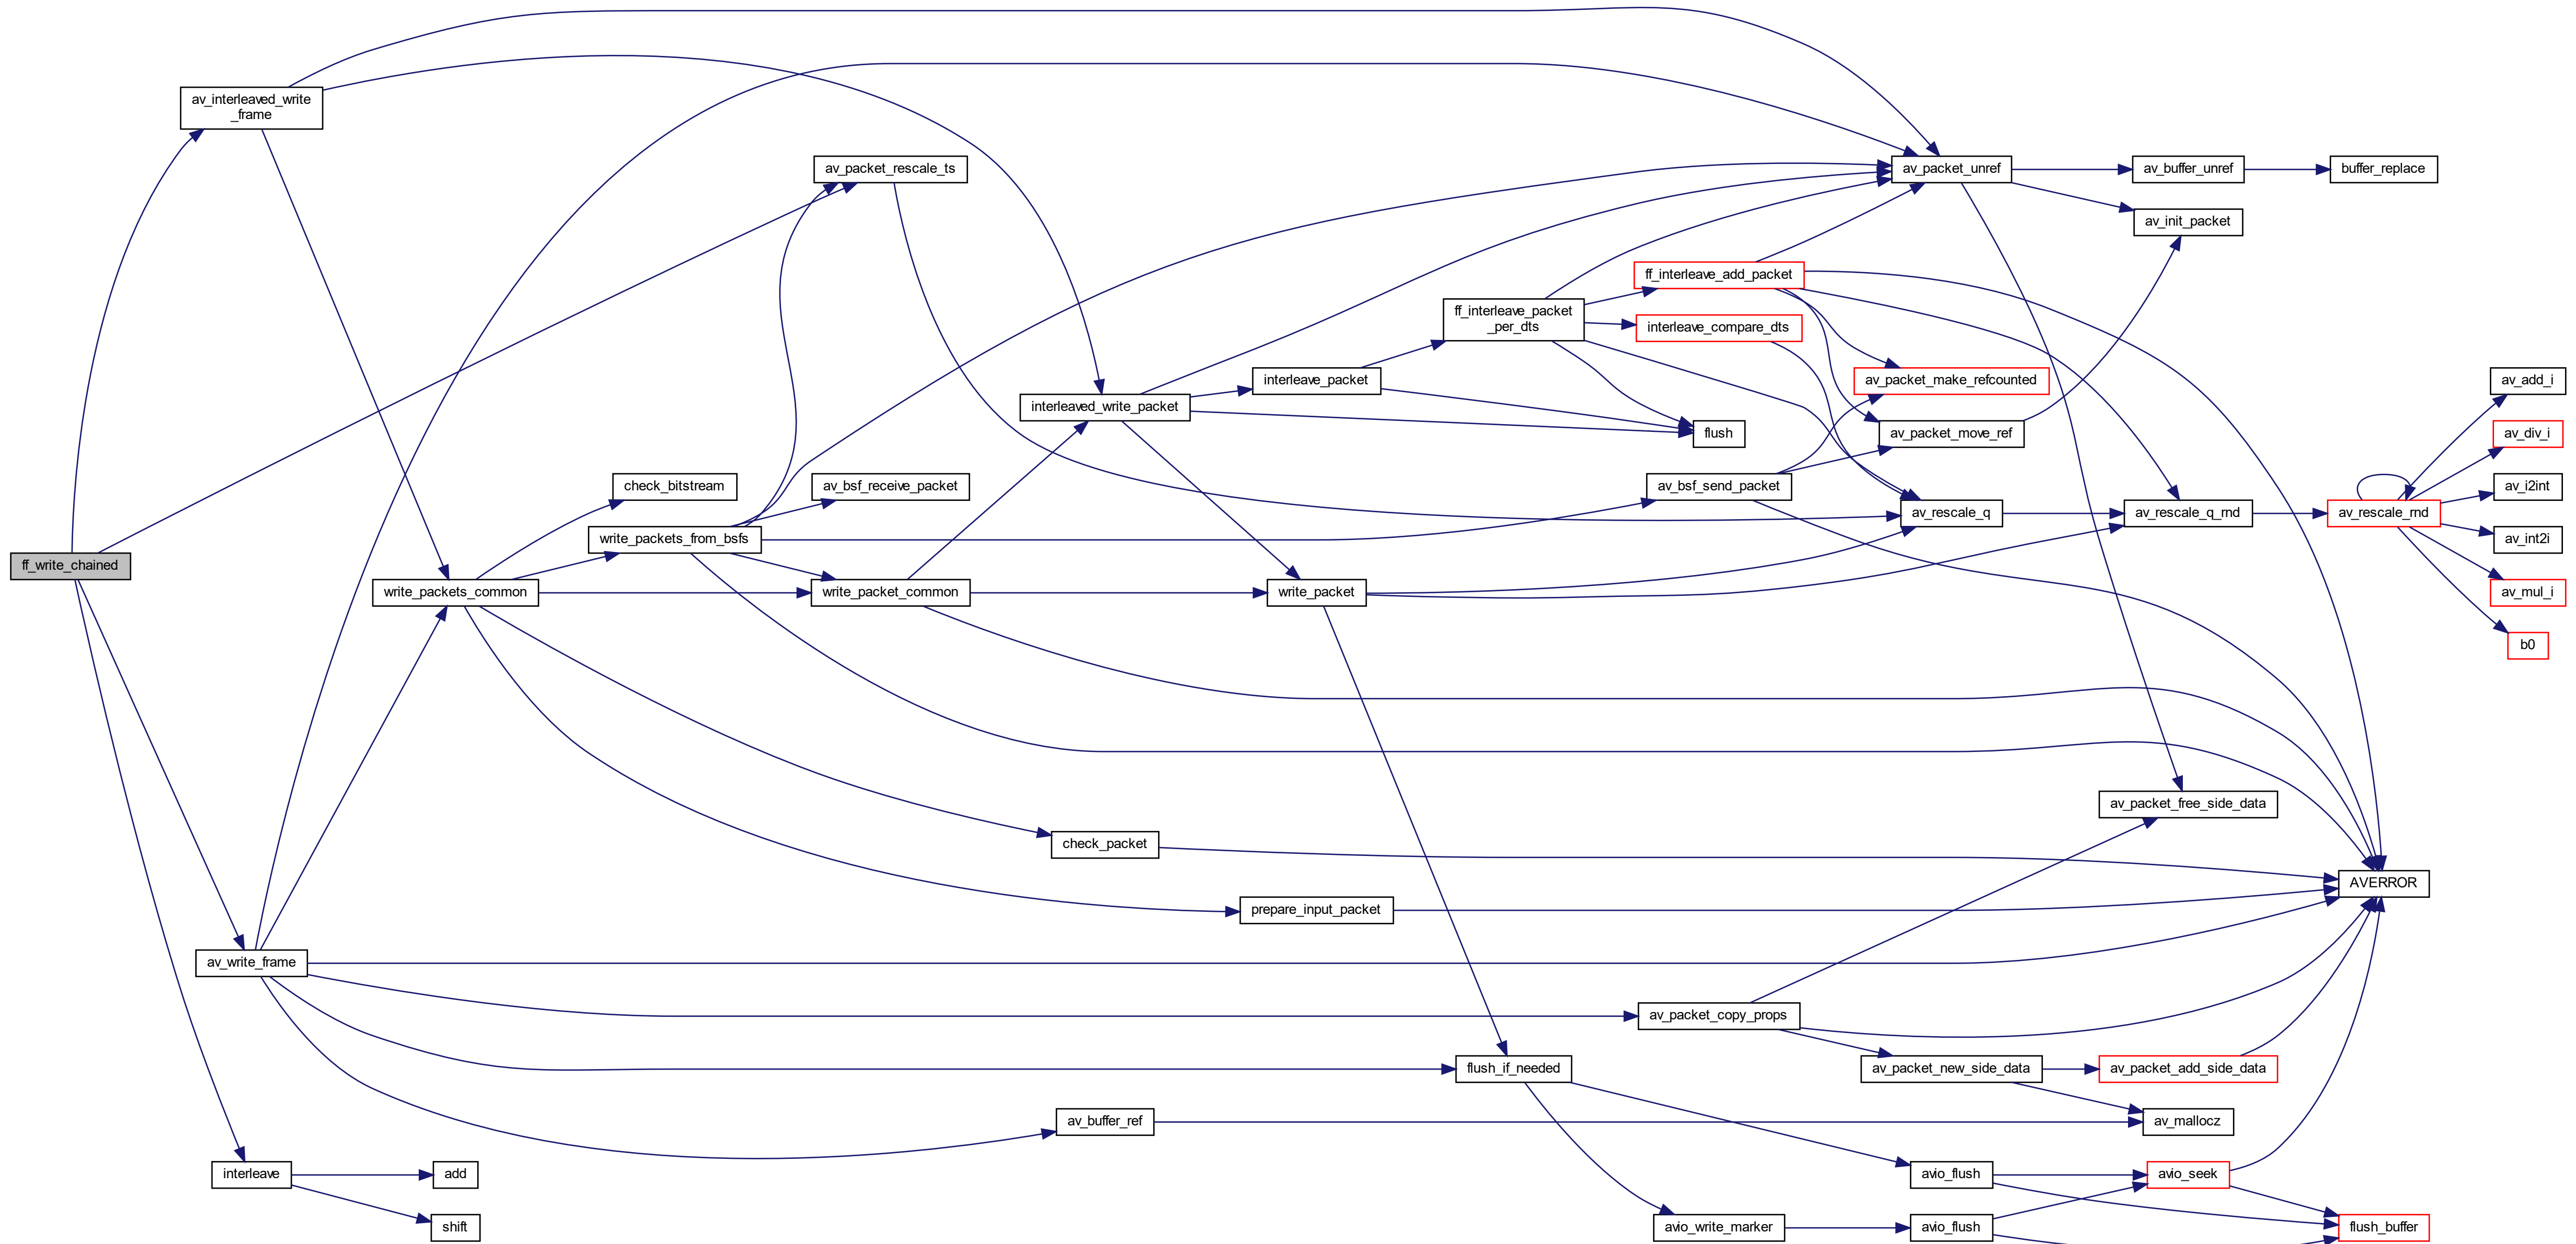 ff_write_chained
av_interleaved_write
_frame
av_packet_rescale_ts
write_packets_common
check_bitstream
write_packets_from_bsfs
av_bsf_receive_packet
write_packet_common
interleaved_write_packet
interleave_packet
write_packet
ff_interleave_packet
_per_dts
ff_interleave_add_packet
interleave_compare_dts
flush
av_bsf_send_packet
av_packet_unref
av_buffer_unref
buffer_replace
av_init_packet
av_packet_make_refcounted
av_packet_move_ref
av_rescale_q
av_rescale_q_rnd
av_rescale_rnd
av_add_i
av_div_i
av_i2int
av_int2i
av_mul_i
b0
av_packet_free_side_data
check_packet
AVERROR
prepare_input_packet
av_write_frame
av_packet_copy_props
flush_if_needed
av_packet_new_side_data
av_packet_add_side_data
av_buffer_ref
av_mallocz
interleave
add
shift
avio_flush
avio_seek
avio_write_marker
avio_flush
flush_buffer